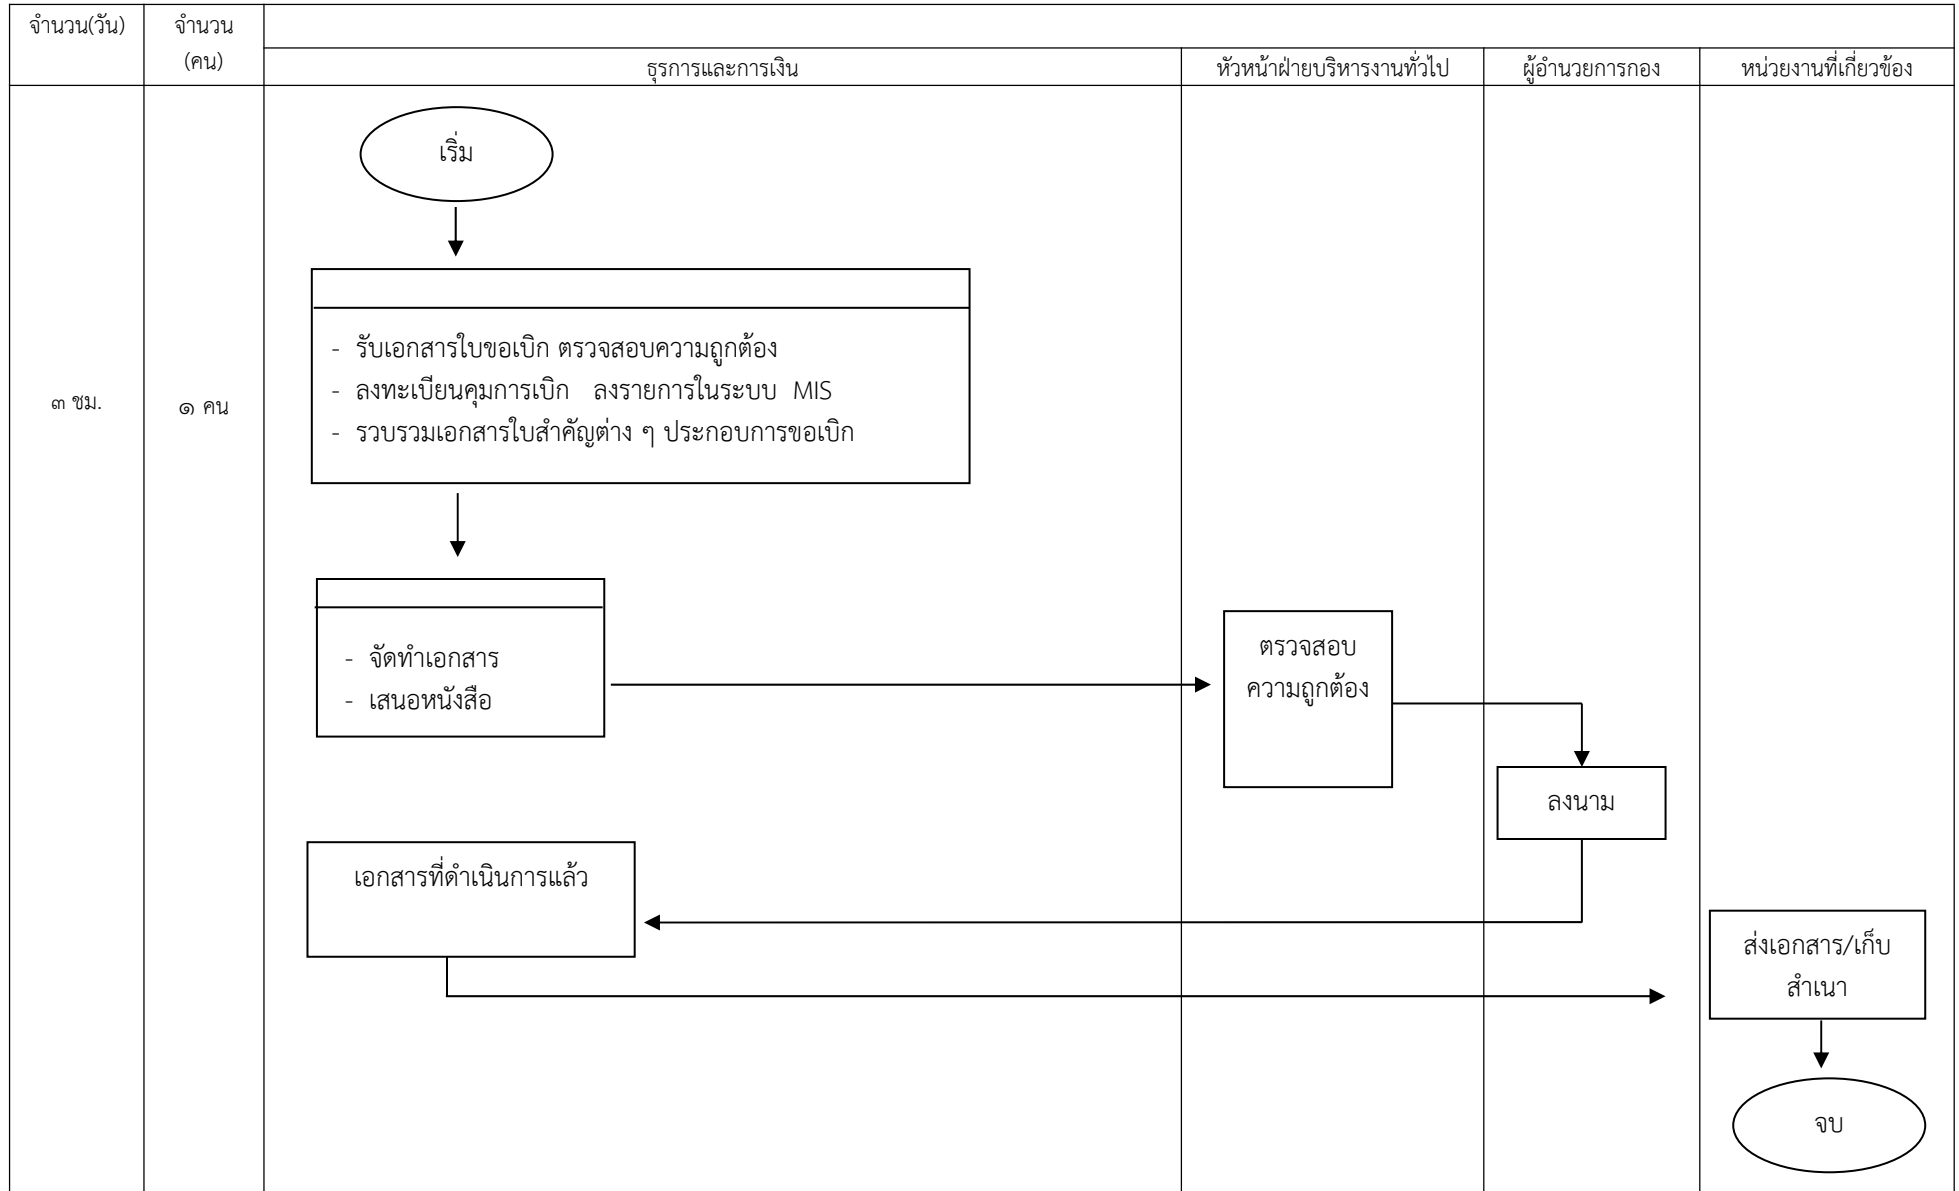 จำนวน(วัน)
จำนวน
(คน)
ธุรการและการเงิน
หัวหน้าฝ่ายบริหารงานทั่วไป
ผู้อำนวยการกอง
หน่วยงานที่เกี่ยวข้อง
เริ่ม
- รับเอกสารใบขอเบิก ตรวจสอบความถูกต้อง
- ลงทะเบียนคุมการเบิก ลงรายการในระบบ MIS
- รวบรวมเอกสารใบสำคัญต่าง ๆ ประกอบการขอเบิก
๓ ชม.
๑ คน
- จัดทำเอกสาร
- เสนอหนังสือ
ตรวจสอบ
ความถูกต้อง
ลงนาม
เอกสารที่ดำเนินการแล้ว
ส่งเอกสาร/เก็บ
สำเนา
จบ